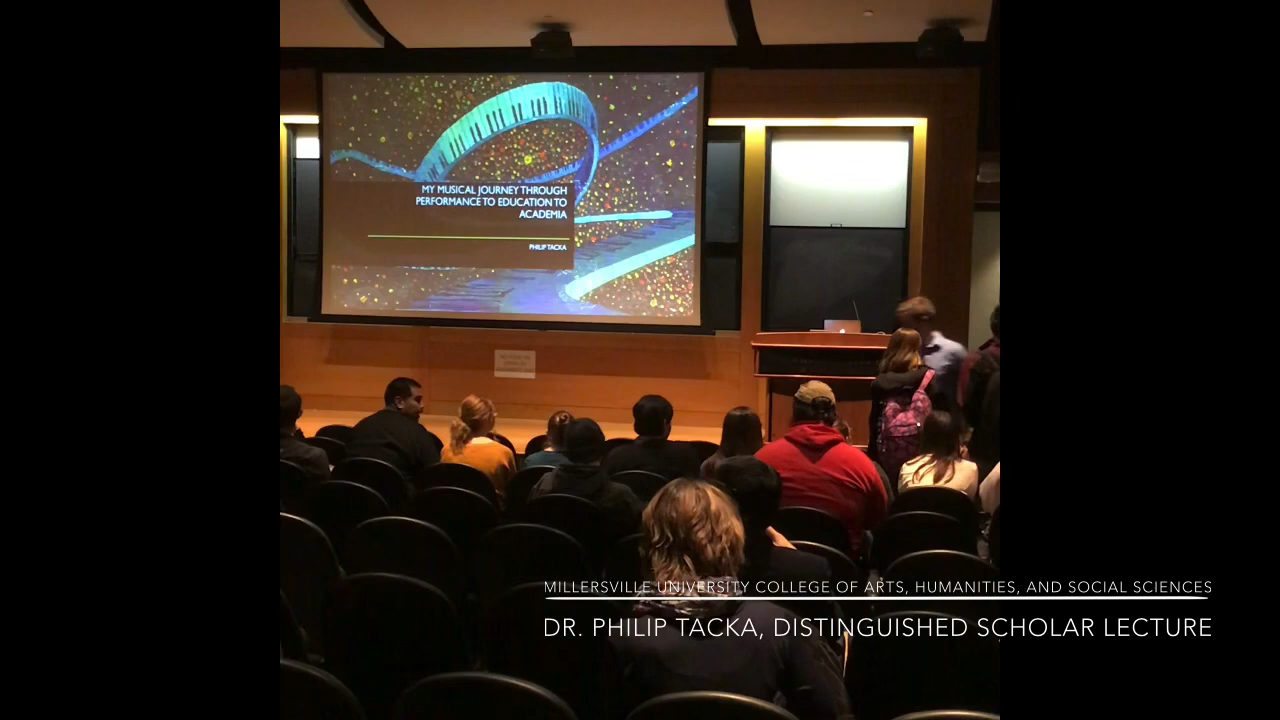 MY MUSICAL JOURNEY THROUGH
PERFORMANCE TO EDUCATION TO
ACADEMIA
PHILIP TACKA
MILLERSVILLE UNIVERSITY COLLEGE OF ARTS, HUMANITIES, AND SOCIAL SCIENCES
DR. PHILIP TACKA, DISTINGUISHED SCHOLAR LECTURE